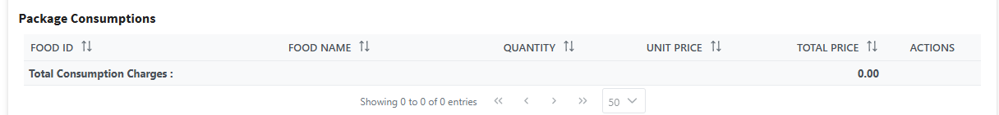 Package Consumptions
FOOD ID FOOD NAME QUANTITY UNIT PRICE TOTAL PRICE ACTIONS
Total Consumption Charges : 0.00
Showing 0 to 0 of 0 entries 50